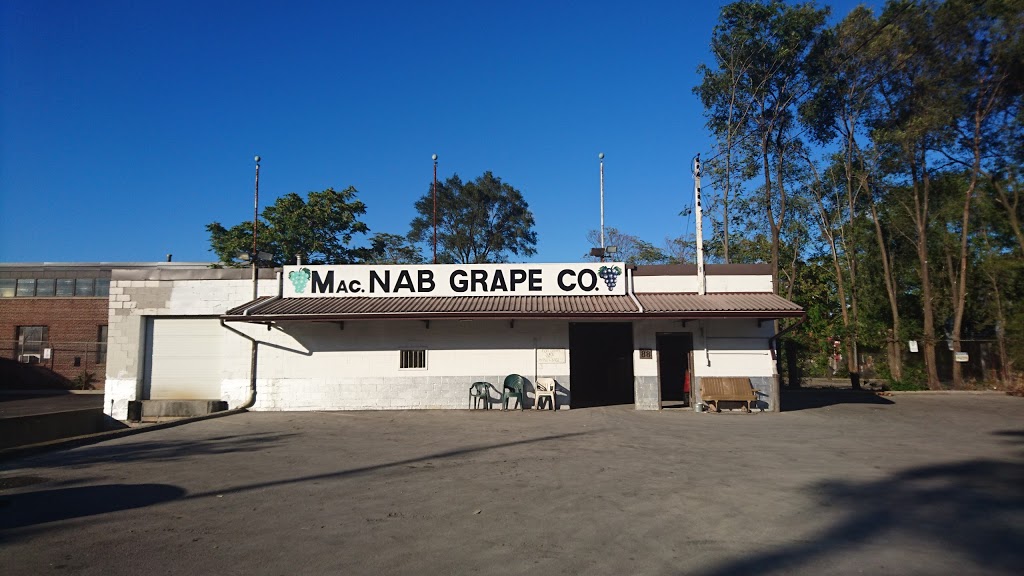 MAC. NAB GRAPE CO.